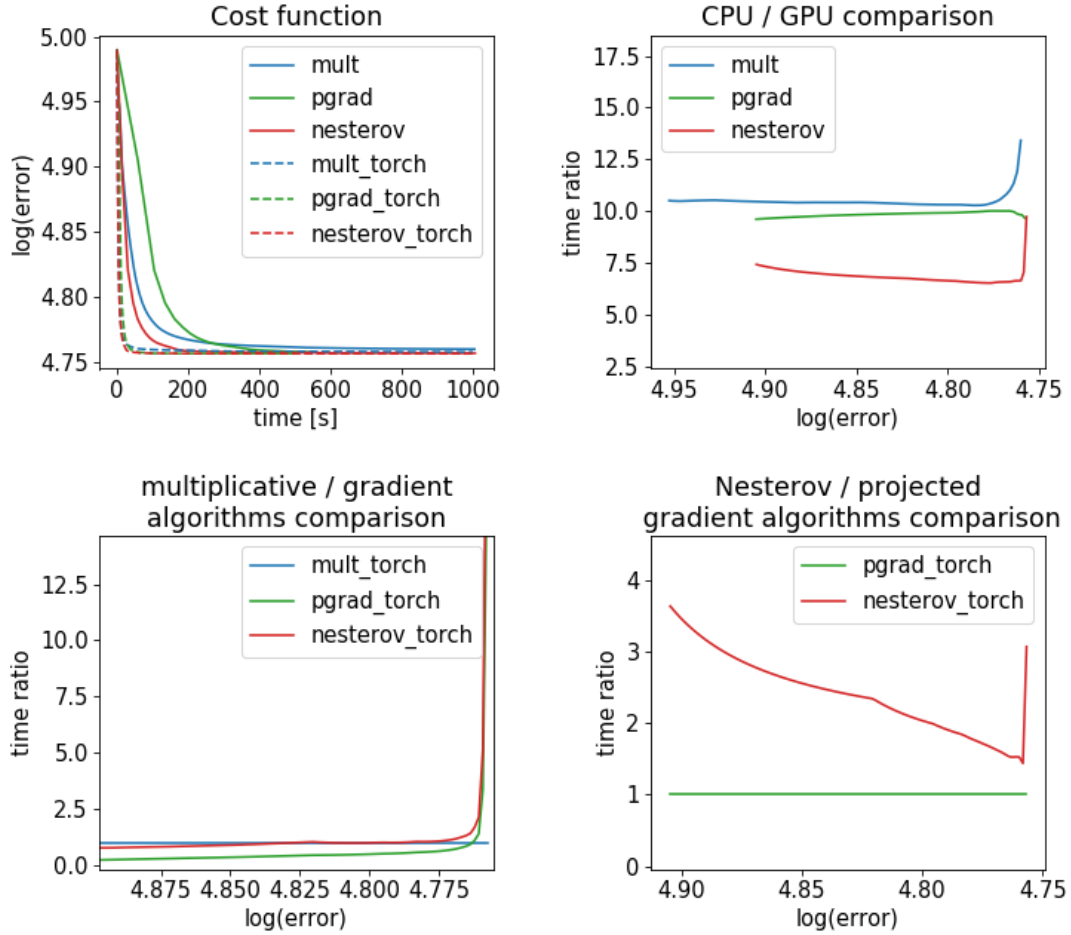 Cost function
5.00
4.95
4.90
4.85
4.80
4.75
log(error)
mult
pgrad
nesterov
mult_torch
pgrad_torch
nesterov_torch
0
200
400
600
800
1000
time [s]
CPU / GPU comparison
17.5
15.0
12.5
10.0
7.5
5.0
2.5
time ratio
mult
pgrad
nesterov
4.95
4.90
4.85
4.80
4.75
log(error)
multiplicative / gradient
algorithms comparison
12.5
10.0
7.5
5.0
2.5
0.0
time ratio
mult_torch
pgrad_torch
nesterov_torch
4.875
4.850
4.825
4.800
4.775
log(error)
Nesterov / projected
gradient algorithms comparison
4
3
2
1
0
time ratio
pgrad_torch
nesterov_torch
4.90
4.85
4.80
4.75
log(error)